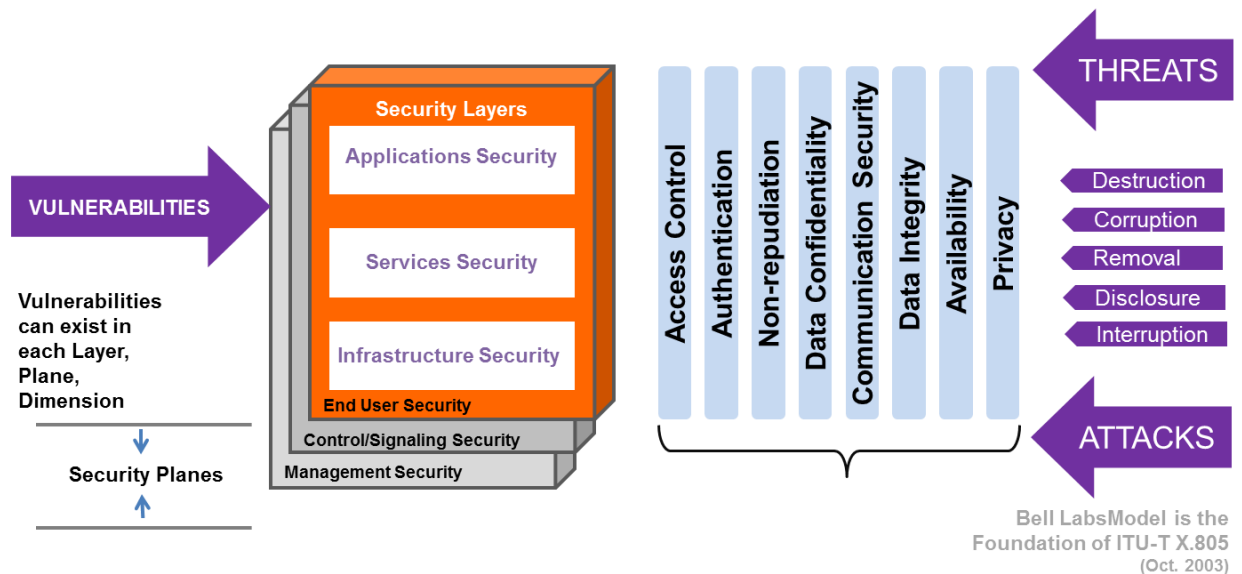 THREATS
Security Layers
Applications Security
Services Security
Infrastructure Security
End User Security
Control/Signaling Security
Management Security
VULNERABILITIES
Vulnerabilities
can exist in
each Layer,
Plane,
Dimension
Security Planes
Access Control
Authentication
Non-repudiation
Data Confidentiality
Communication Security
Data Integrity
Availability
Privacy
Destruction
Corruption
Removal
Disclosure
Interruption
ATTACKS
Bell LabsModel is the
Foundation of ITU-T X.805
(Oct. 2003)